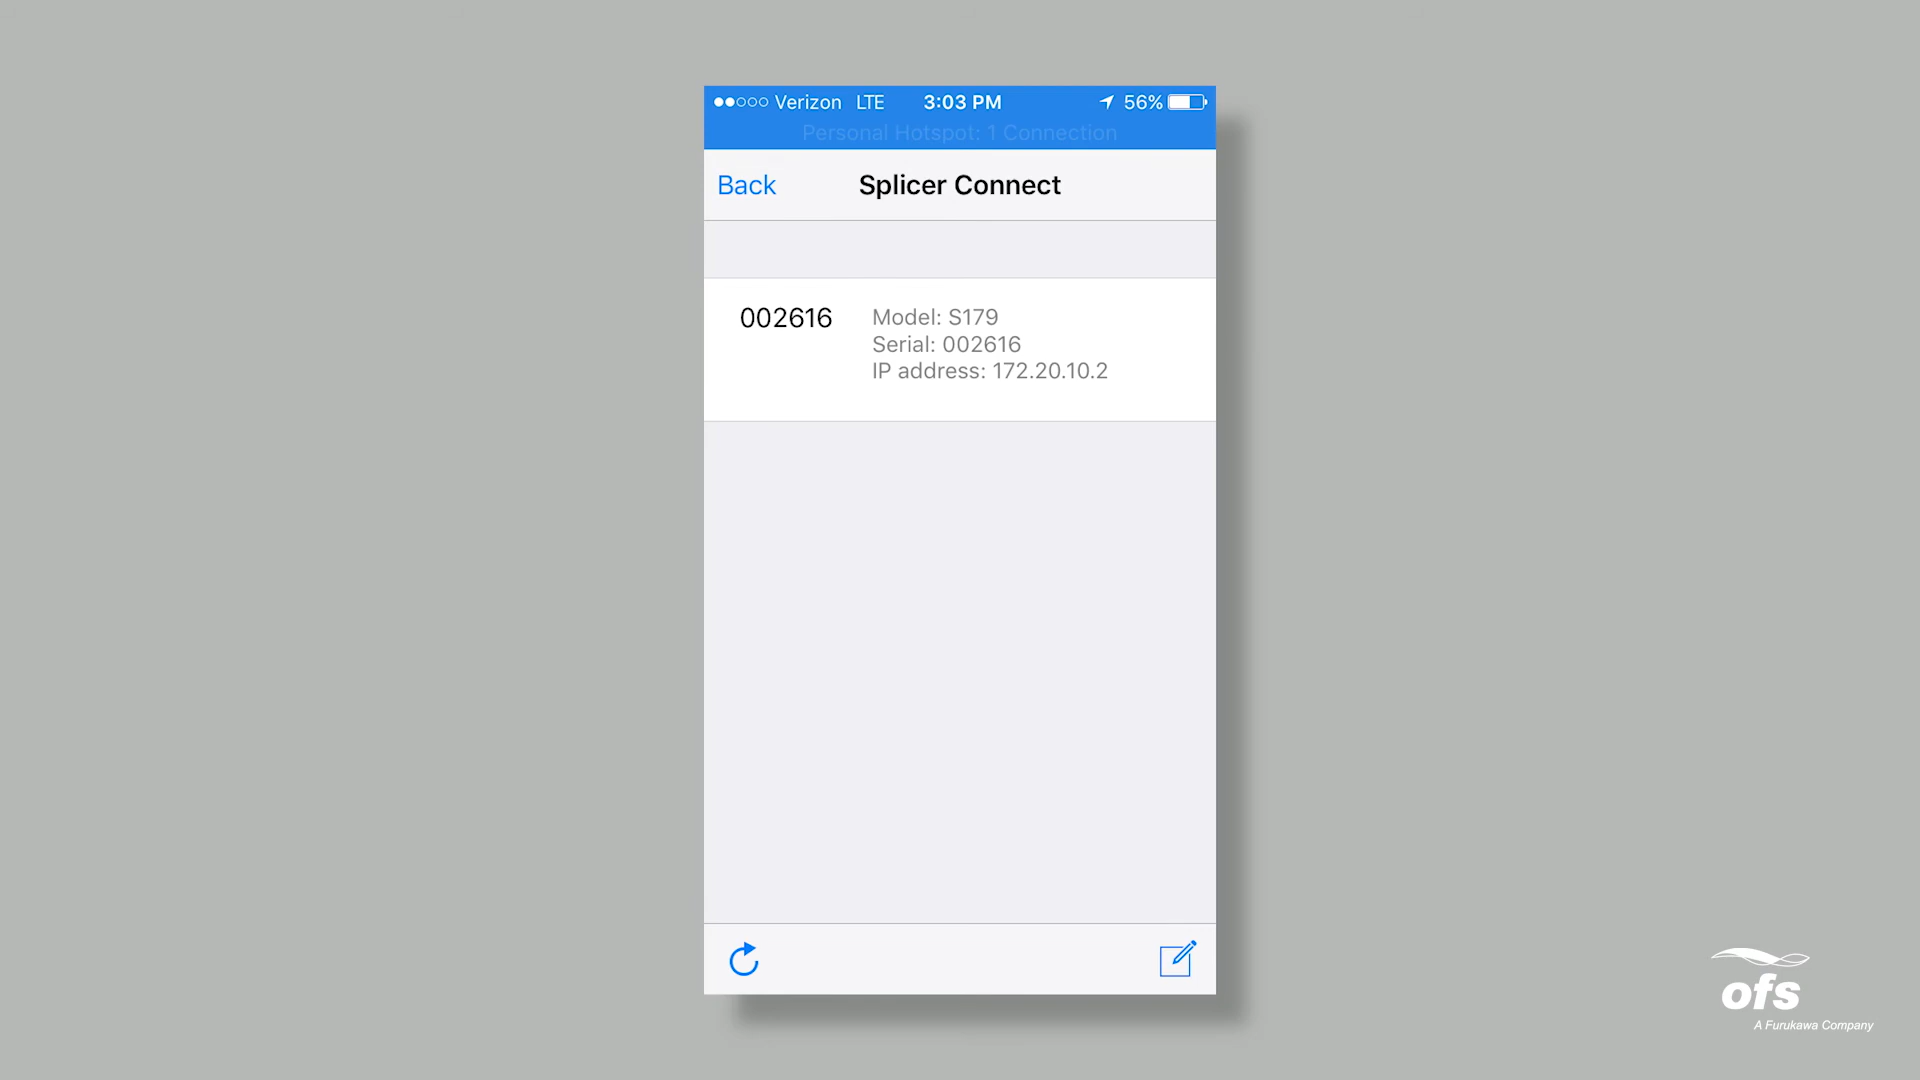 Verizon LTE 3:03 PM 56%
Personal Hotspot: 1 Connection
Back Splicer Connect
002616 Model: S179
Serial: 002616
IP address: 172.20.10.2
ofs
A Furukawa Company